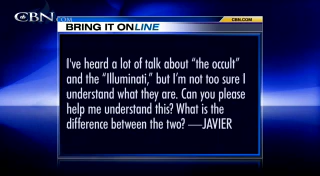 CBN .COM
CBN.COM
BRING IT ONLINE
I've heard a lot of talk about "the occult"
and the "Illuminati," but I'm not too sure I
understand what they are. Can you please
help me understand this? What is the
difference between the two? —JAVIER